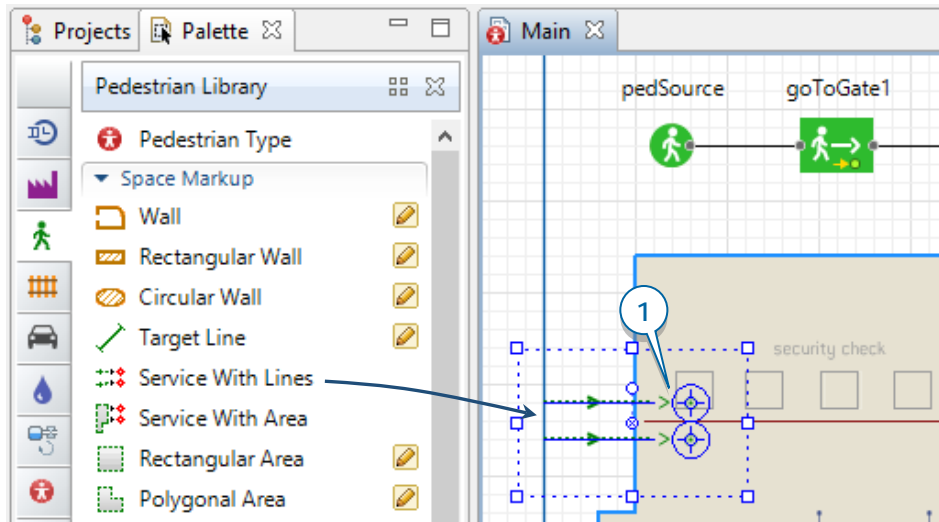 Projects
Palette
Main
Pedestrian Library
Pedestrian Type
Space Markup
Wall
Rectangular Wall
Circular Wall
Target Line
Service With Lines
Service With Area
Rectangular Area
Polygonal Area
pedSource
goToGate1
1
security check